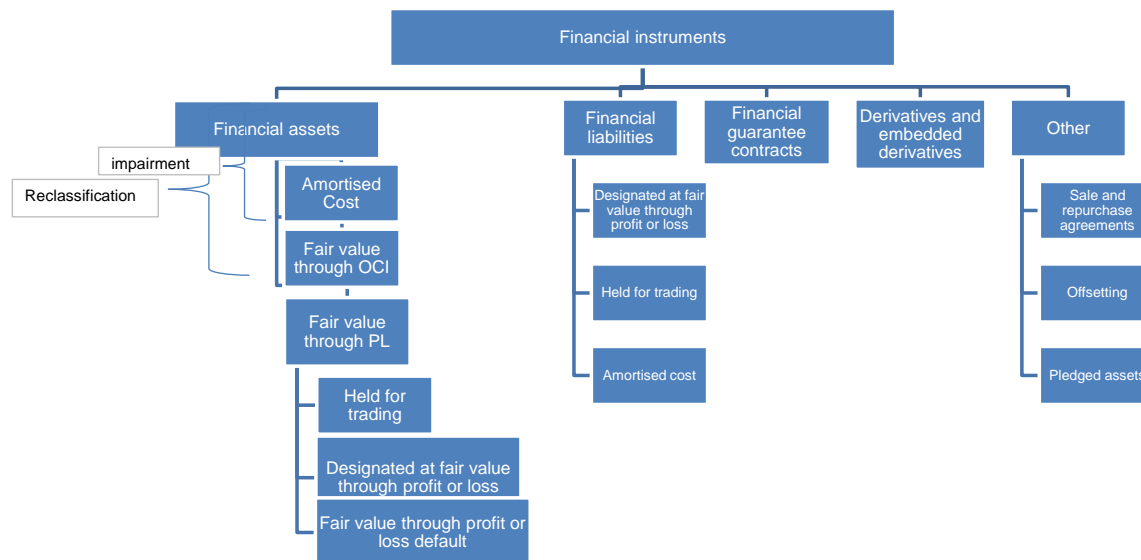 Financial instruments
Financial assets
Financial
liabilities
Financial
guarantee
contracts
Derivatives and
embedded
derivatives
Other
impairment
Reclassification
Amortised
Cost
Fair value
through OCI
Fair value
through PL
Held for
trading
Designated at fair value
through profit or loss
Fair value through profit or
loss default
Designated at fair
value through
profit or loss
Held for trading
Amortised cost
Sale and
repurchase
agreements
Offsetting
Pledged assets